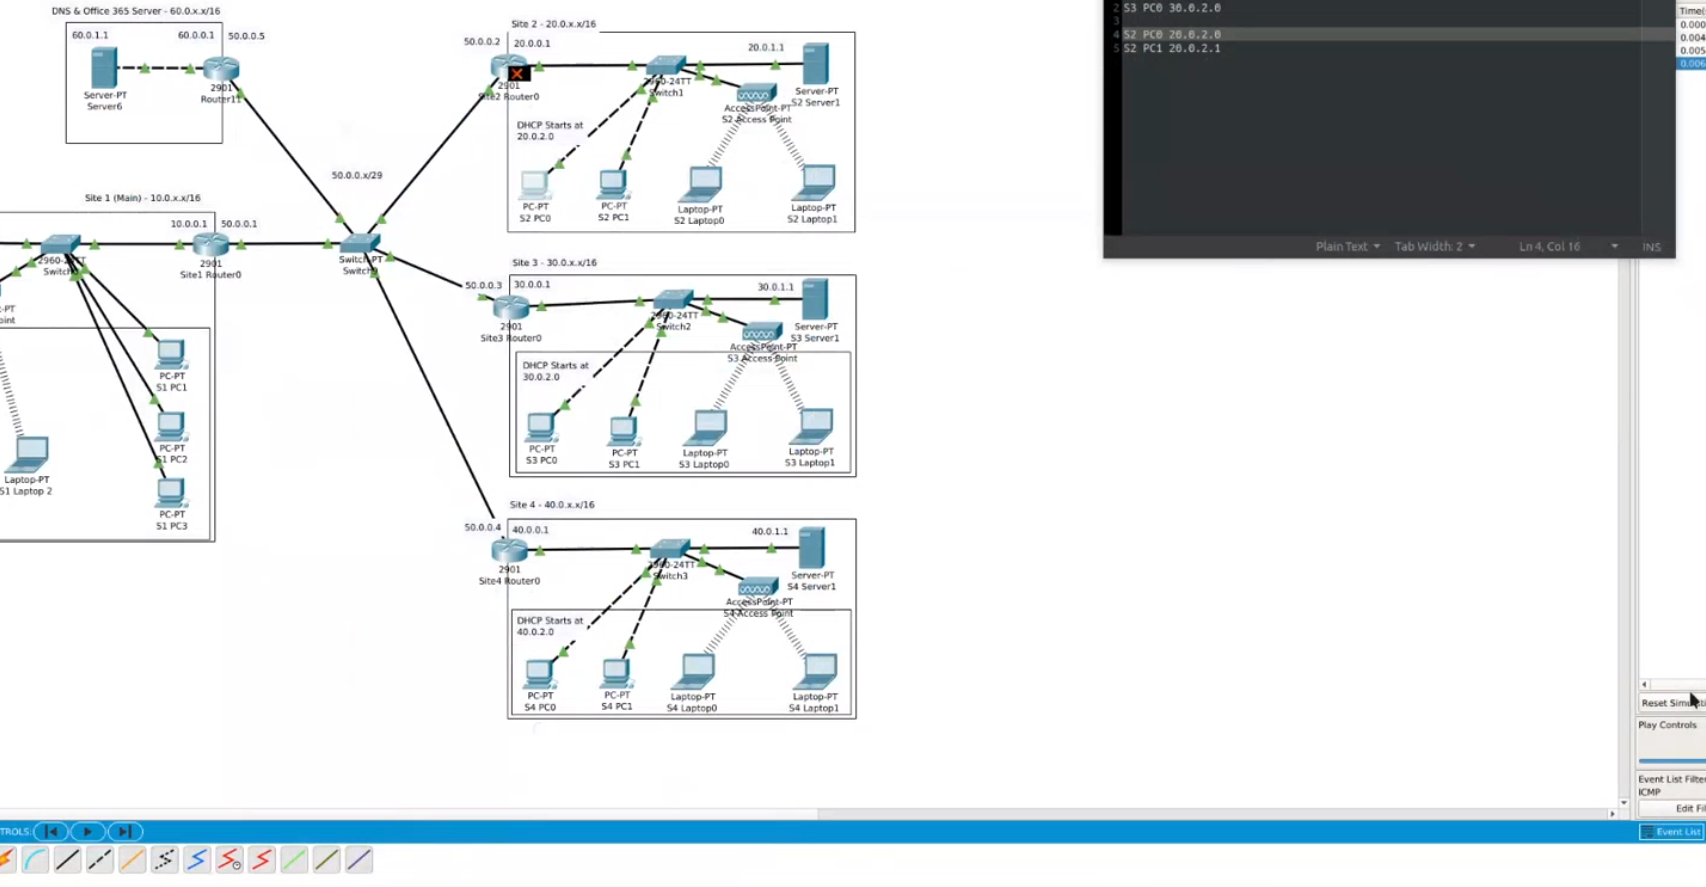 DNS & Office 365 Server - 60.0.x.x/16
60.0.1.1
60.0.0.1
50.0.0.5
Server-PT
Server6
2901
Router11
50.0.0.x/29
Site 1 (Main) - 10.0.x.x/16
10.0.0.1
50.0.0.1
2901
Site1 Router0
Switch-PT
PC-PT
S1 PC1
PC-PT
S1 PC2
PC-PT
S1 PC3
Laptop-PT
S1 Laptop 2
Site 2 - 20.0.x.x/16
50.0.0.2
20.0.0.1
2901
Site2 Router0
2960-24TT
Switch1
20.0.1.1
Server-PT
S2 Server1
AccessPoint-PT
S2 Access Point
DHCP Starts at
20.0.2.0
PC-PT
S2 PC0
PC-PT
S2 PC1
Laptop-PT
S2 Laptop0
Laptop-PT
S2 Laptop1
Site 3 - 30.0.x.x/16
50.0.0.3
30.0.0.1
2901
Site3 Router0
2960-24TT
Switch2
30.0.1.1
Server-PT
S3 Server1
AccessPoint-PT
S3 Access Point
DHCP Starts at
30.0.2.0
PC-PT
S3 PC0
PC-PT
S3 PC1
Laptop-PT
S3 Laptop0
Laptop-PT
S3 Laptop1
Site 4 - 40.0.x.x/16
50.0.0.4
40.0.0.1
2901
Site4 Router0
2960-24TT
Switch3
40.0.1.1
Server-PT
S4 Server1
AccessPoint-PT
S4 Access Point
DHCP Starts at
40.0.2.0
PC-PT
S4 PC0
PC-PT
S4 PC1
Laptop-PT
S4 Laptop0
Laptop-PT
S4 Laptop1
2 S3 PC0 30.0.2.0
3
4 S2 PC0 20.0.2.0
5 S2 PC1 20.0.2.1
Plain Text Tab Width: 2 Ln 4, Col 16 INS
Time(
0.000
0.004
0.005
0.006
Reset
Play Controls
Event List Filte
ICMP
Edit Fi
TROLS:
Event List